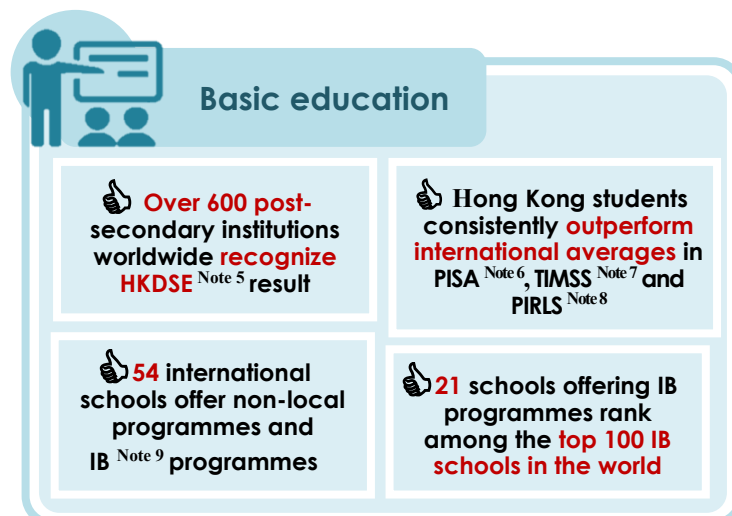 Basic education
Over 600 post-
secondary institutions
worldwide recognize
HKDSE Note 5 result
Hong Kong students
consistently outperform
international averages in
PISA Note 6, TIMSS Note 7 and
PIRLS Note 8
54 international
schools offer non-local
programmes and
IB Note 9 programmes
21 schools offering IB
programmes rank
among the top 100 IB
schools in the world